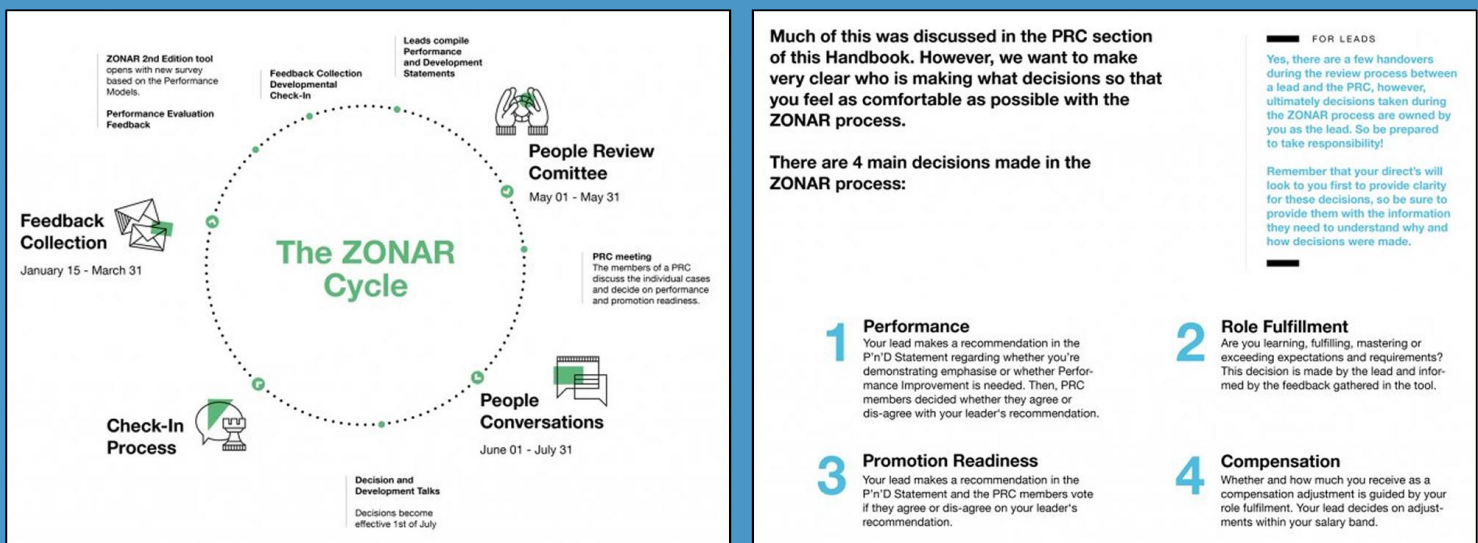 ZONAR 2nd Edition tool
opens with new survey
based on the Performance
Models.
Performance Evaluation
Feedback
Feedback Collection
Developmental
Check-In
Leads compile
Performance
and Development
Statements
People Review
Comittee
May 01 - May 31
Feedback
Collection
January 15 - March 31
The ZONAR
Cycle
PRC meeting
The members of a PRC
discuss the individual cases
and decide on performance
and promotion readiness.
People
Conversations
June 01 - July 31
Check-In
Process
Decision and
Development Talks
Decisions become
effective 1st of July
Much of this was discussed in the PRC section
of this Handbook. However, we want to make
very clear who is making what decisions so that
you feel as comfortable as possible with the
ZONAR process.
There are 4 main decisions made in the
ZONAR process:
FOR LEADS
Yes, there are a few handovers
during the review process between
a lead and the PRC, however,
ultimately decisions taken during
the ZONAR process are owned by
you as the lead. So be prepared
to take responsibility!
Remember that your direct's will
look to you first to provide clarity
for these decisions, so be sure to
provide them with the information
they need to understand why and
how decisions were made.
1 Performance
Your lead makes a recommendation in the
P'n'D Statement regarding whether you're
demonstrating emphasise or whether Perfor-
mance Improvement is needed. Then, PRC
members decided whether they agree or
dis-agree with your leader's recommendation.
2 Role Fulfillment
Are you learning, fulfilling, mastering or
exceeding expectations and requirements?
This decision is made by the lead and infor-
med by the feedback gathered in the tool.
3 Promotion Readiness
Your lead makes a recommendation in the
P'n'D Statement and the PRC members vote
if they agree or dis-agree on your leader's
recommendation.
4 Compensation
Whether and how much you receive as a
compensation adjustment is guided by your
role fulfilment. Your lead decides on adjust-
ments within your salary band.